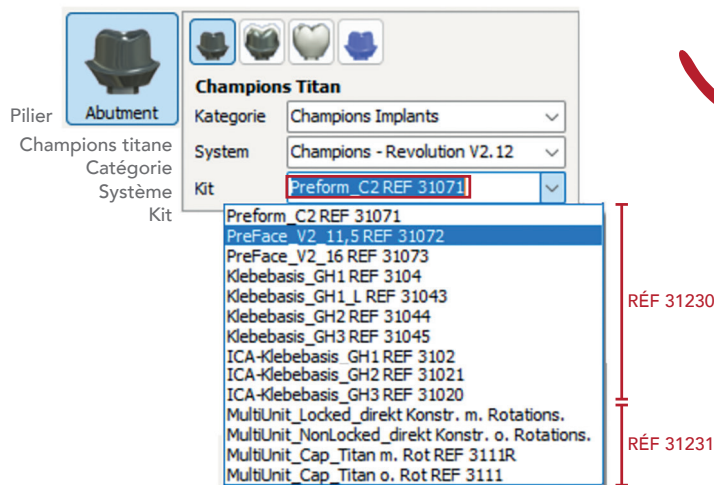 Champions Titan
Pilier
Abutment
Kategorie Champions Implants
Champions titane
System Champions - Revolution V2.12
Catégorie
Système
Kit Preform_C2 REF 31071
Kit
Preform_C2 REF 31071
PreFace_V2_11,5 REF 31072
PreFace_V2_16 REF 31073
Klebebasis_GH1 REF 3104
Klebebasis_GH1_L REF 31043
RÉF 31230
Klebebasis_GH2 REF 31044
Klebebasis_GH3 REF 31045
ICA-Klebebasis_GH1 REF 3102
ICA-Klebebasis_GH2 REF 31021
ICA-Klebebasis_GH3 REF 31020
MultiUnit_Locked_direkt Konstr. m. Rotations.
MultiUnit_NonLocked_direkt Konstr. o. Rotations.
RÉF 31231
MultiUnit_Cap_Titan m. Rot REF 3111R
MultiUnit_Cap_Titan o. Rot REF 3111